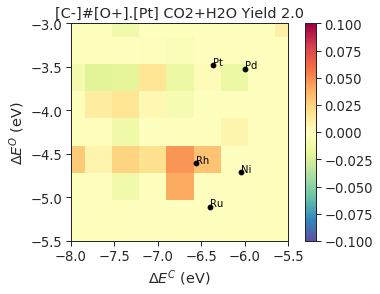 [C-]#[O+].[Pt] CO2+H2O Yield 2.0
−3.0
−3.5
−4.0
−4.5
−5.0
−5.5
ΔE^O (eV)
Pt
Pd
Rh
Ni
Ru
−8.0 −7.5 −7.0 −6.5 −6.0 −5.5
ΔE^C (eV)
0.100
0.075
0.050
0.025
0.000
−0.025
−0.050
−0.075
−0.100